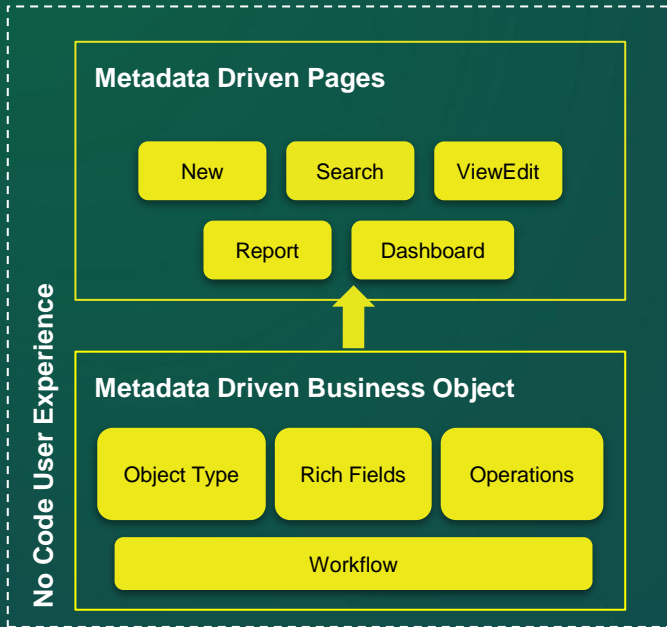 Metadata Driven Pages
New
Search
ViewEdit
Report
Dashboard
No Code User Experience
Metadata Driven Business Object
Object Type
Rich Fields
Operations
Workflow